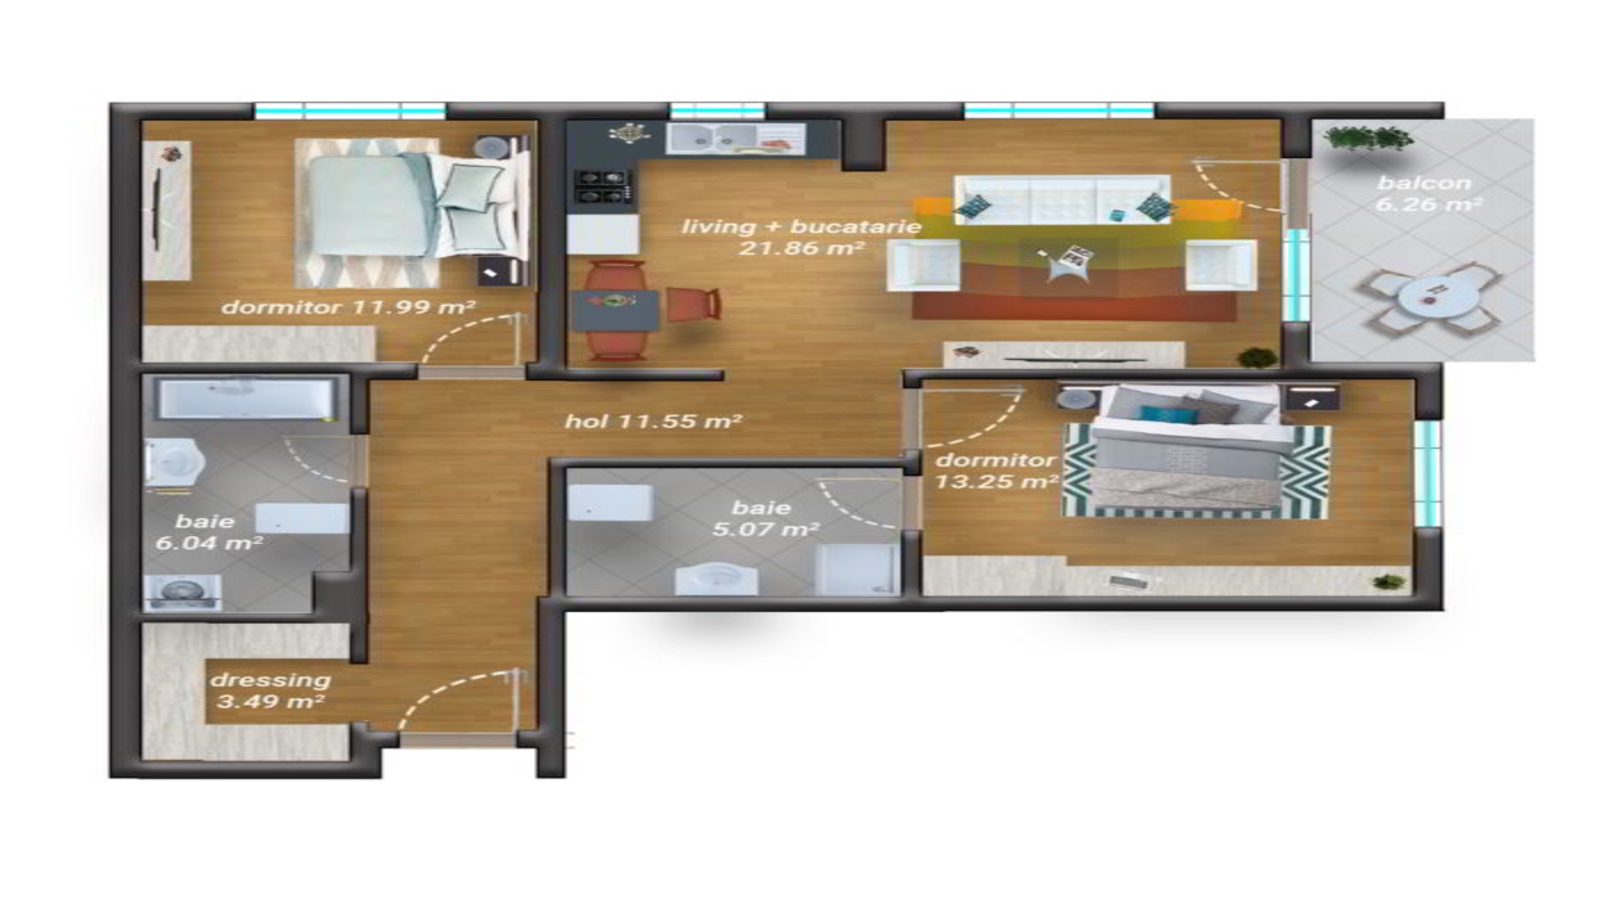 balcon
6.26 m²
living + bucatarie
21.86 m²
dormitor 11.99 m²
hol 11.55 m²
dormitor
13.25 m²
baie
5.07 m²
baie
6.04 m²
dressing
3.49 m²